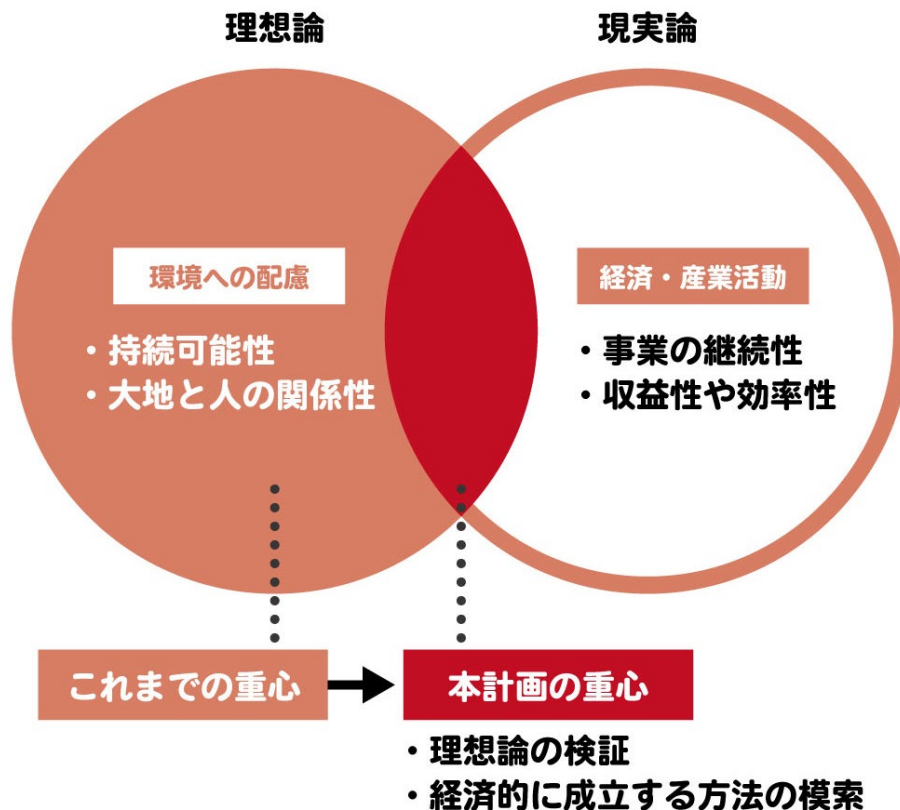 理想論
現実論
環境への配慮
・持続可能性
・大地と人の関係性
経済・産業活動
・事業の継続性
・収益性や効率性
これまでの重心
本計画の重心
・理想論の検証
・経済的に成立する方法の模索